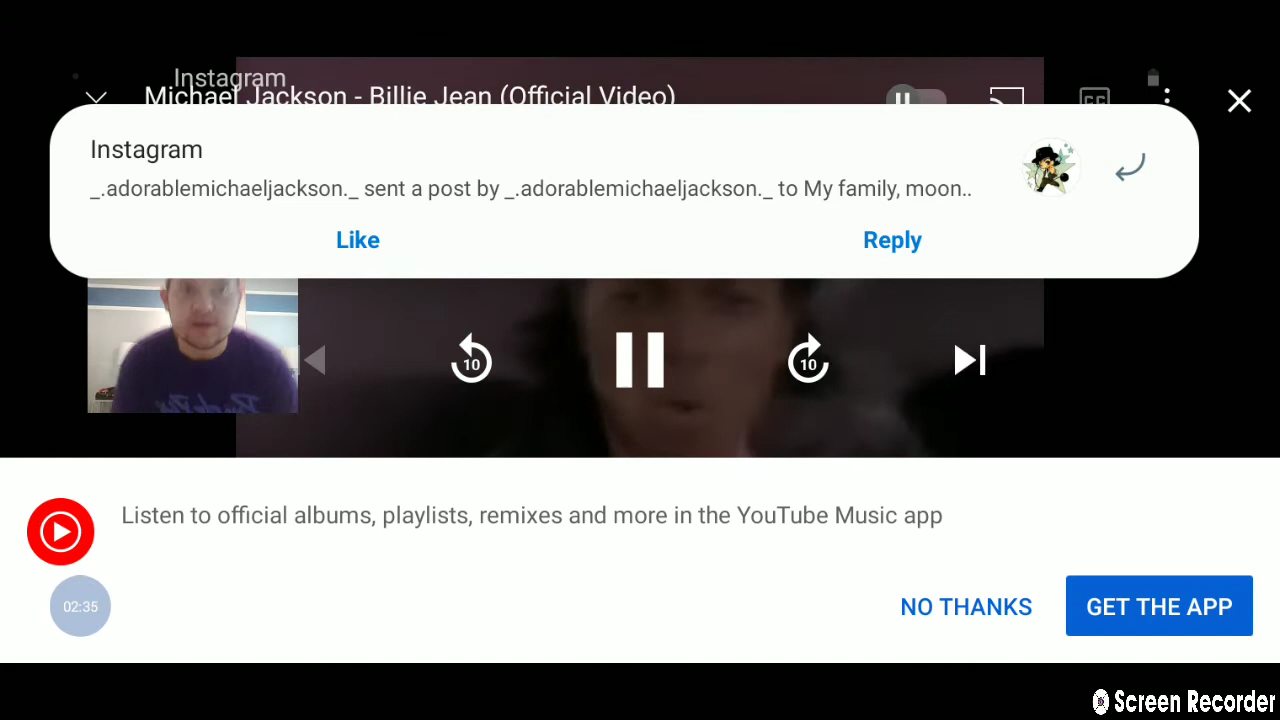 Instagram
Michael Jackson - Billie Jean (Official Video)
CC
Instagram
_.adorablemichaeljackson._ sent a post by _.adorablemichaeljackson._ to My family, moon..
Like
Reply
10
10
Listen to official albums, playlists, remixes and more in the YouTube Music app
02:35
NO THANKS
GET THE APP
Screen Recorder